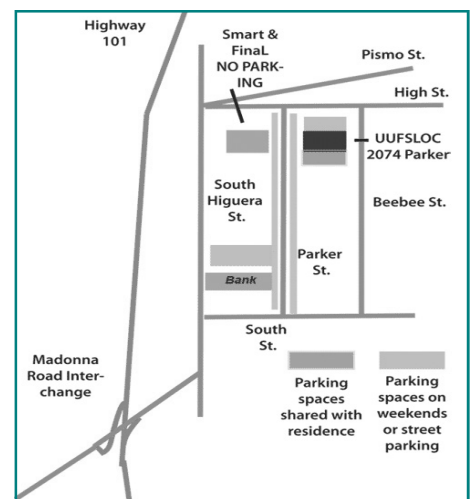 Highway
101
Smart &
FinaL
NO PARK-
ING
Pismo St.
High St.
UUFSLOC
2074 Parker
South
Higuera
St.
Beebee St.
Parker
St.
Bank
South
St.
Madonna
Road Inter-
change
Parking
spaces
shared with
residence
Parking
spaces on
weekends
or street
parking